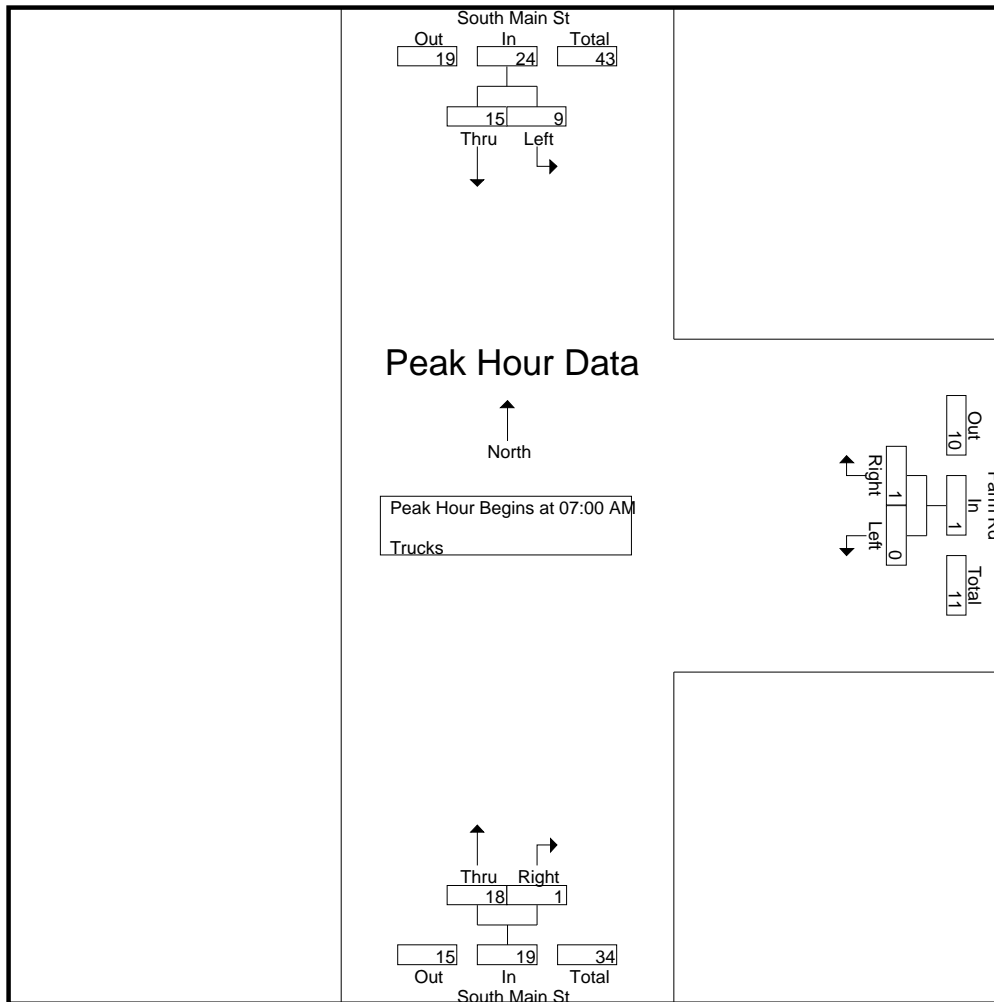 South Main St
Out In Total
19 24 43
15 9
Thru Left
Peak Hour Data
North
Peak Hour Begins at 07:00 AM
Trucks
Out
10
In
1
Total
11
Right
1
Left
0
Rd
Thru Right
18 1
15 19 34
Out In Total
South Main St